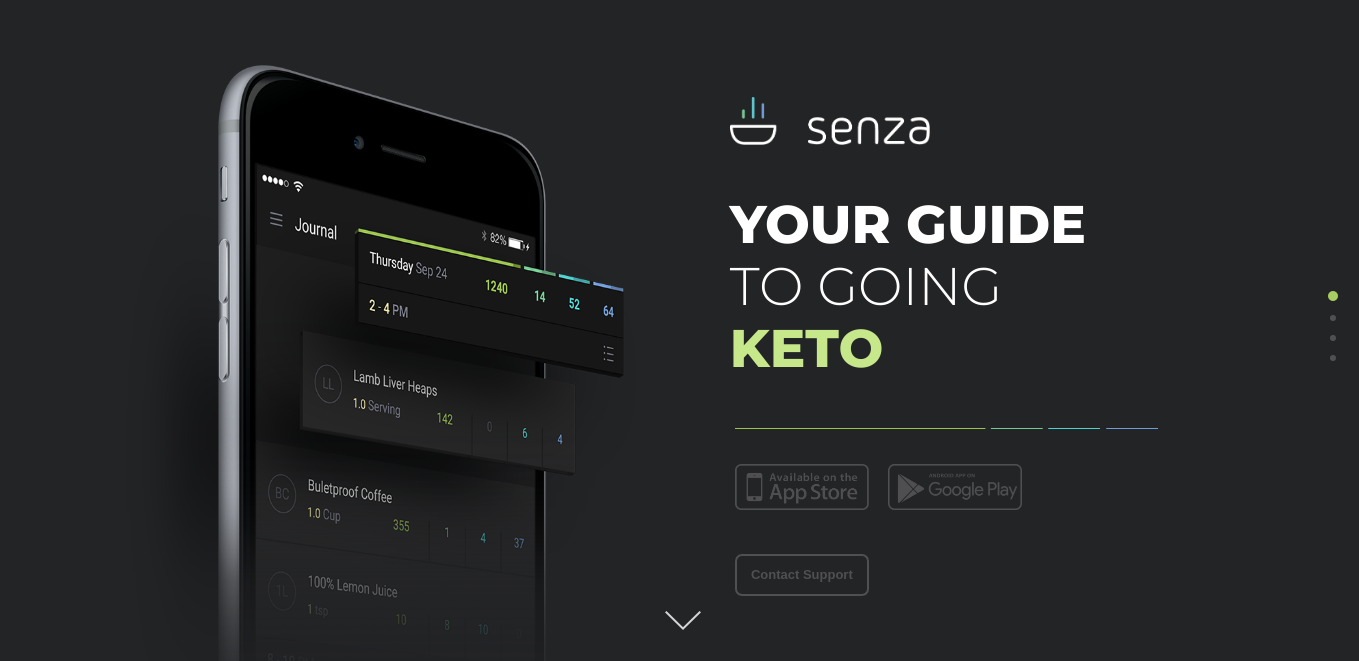 senza
YOUR GUIDE
TO GOING
KETO
Available on the
App Store
ANDROID APP ON
Google Play
Contact Support
82%
Journal
Thursday Sep 24
1240 14 52 64
2 - 4 PM
LL
Lamb Liver Heaps
1.0 Serving 142 0 6 4
BC
Buletproof Coffee
1.0 Cup 355 1 4 37
1L
100% Lemon Juice
1 tsp 10 8 10